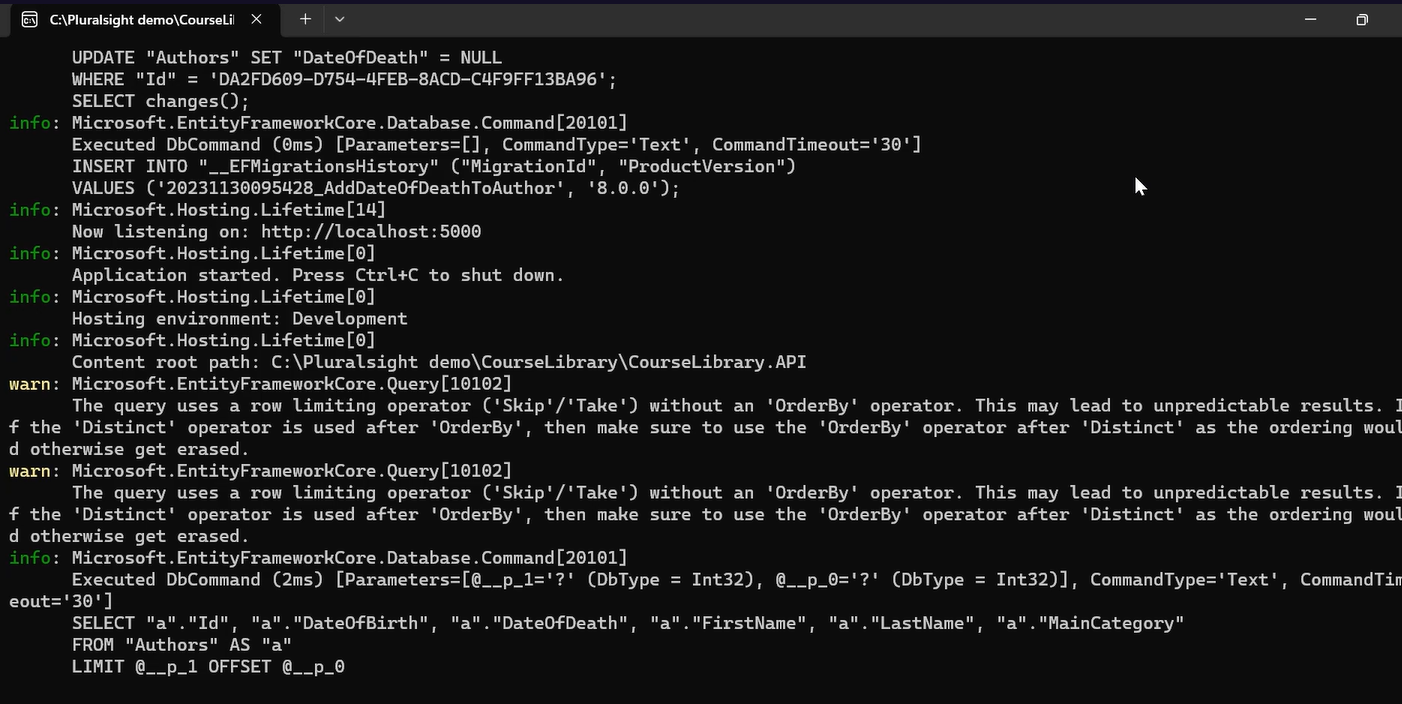 C:\Pluralsight demo\CourseLi
UPDATE "Authors" SET "DateOfDeath" = NULL
WHERE "Id" = 'DA2FD609-D754-4FEB-8ACD-C4F9FF13BA96';
SELECT changes();
info: Microsoft.EntityFrameworkCore.Database.Command[20101]
Executed DbCommand (0ms) [Parameters=[], CommandType='Text', CommandTimeout='30']
INSERT INTO "__EFMigrationsHistory" ("MigrationId", "ProductVersion")
VALUES ('20231130095428_AddDateOfDeathToAuthor', '8.0.0');
info: Microsoft.Hosting.Lifetime[14]
Now listening on: http://localhost:5000
info: Microsoft.Hosting.Lifetime[0]
Application started. Press Ctrl+C to shut down.
info: Microsoft.Hosting.Lifetime[0]
Hosting environment: Development
info: Microsoft.Hosting.Lifetime[0]
Content root path: C:\Pluralsight demo\CourseLibrary\CourseLibrary.API
warn: Microsoft.EntityFrameworkCore.Query[10102]
The query uses a row limiting operator ('Skip'/'Take') without an 'OrderBy' operator. This may lead to unpredictable results. I
f the 'Distinct' operator is used after 'OrderBy', then make sure to use the 'OrderBy' operator after 'Distinct' as the ordering woul
d otherwise get erased.
warn: Microsoft.EntityFrameworkCore.Query[10102]
The query uses a row limiting operator ('Skip'/'Take') without an 'OrderBy' operator. This may lead to unpredictable results. I
f the 'Distinct' operator is used after 'OrderBy', then make sure to use the 'OrderBy' operator after 'Distinct' as the ordering woul
d otherwise get erased.
info: Microsoft.EntityFrameworkCore.Database.Command[20101]
Executed DbCommand (2ms) [Parameters=[@__p_1='?' (DbType = Int32), @__p_0='?' (DbType = Int32)], CommandType='Text', CommandTim
eout='30']
SELECT "a"."Id", "a"."DateOfBirth", "a"."DateOfDeath", "a"."FirstName", "a"."LastName", "a"."MainCategory"
FROM "Authors" AS "a"
LIMIT @__p_1 OFFSET @__p_0